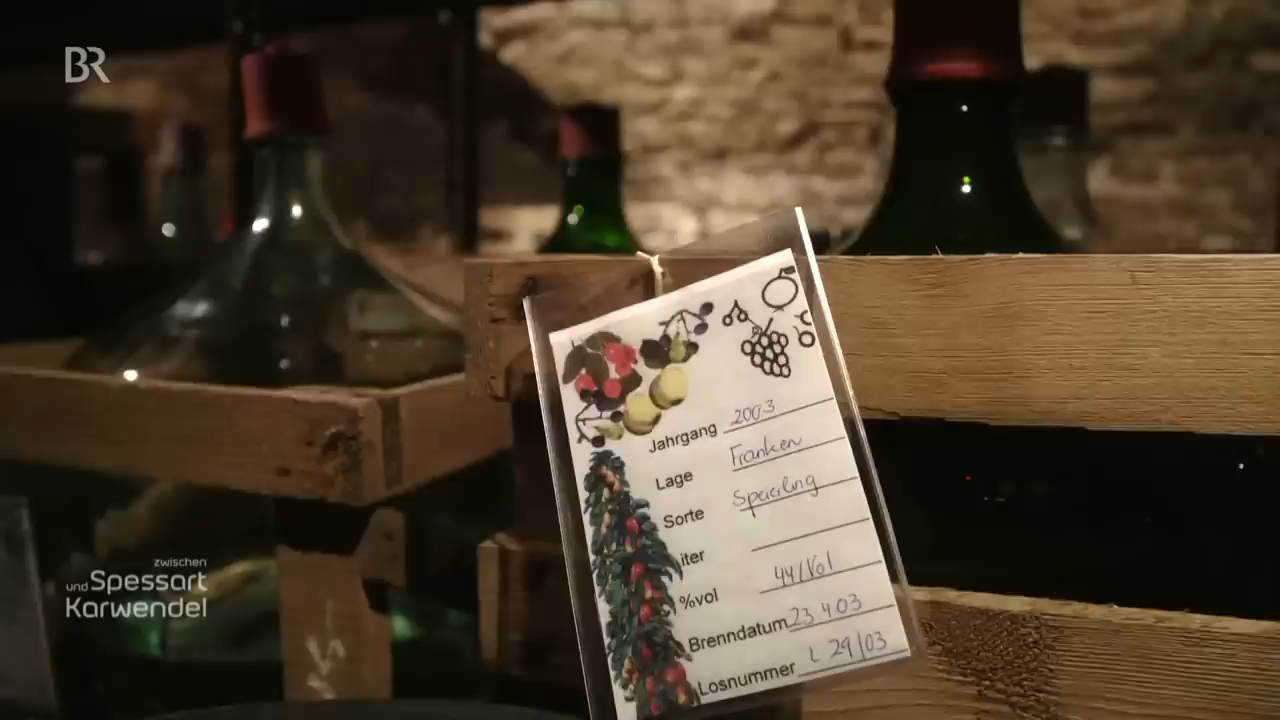 BR
Jahrgang 2003
Lage Franken
Sorte Speierling
iter
%vol 44/Vol
Brenndatum 23 4 03
Losnummer L 29/03
zwischen
und Spessart
Karwendel